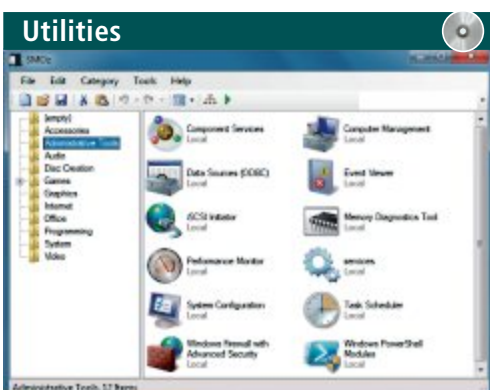 Utilities
SMOz
File Edit Category Tools Help
[empty]
Accessories
Administrative Tools
Audio
Disc Creation
Games
Graphics
Internet
Office
Programming
System
Video
Component Services
Local
Computer Management
Local
Data Sources (ODBC)
Local
Event Viewer
Local
iSCSI Initiator
Local
Memory Diagnostics Tool
Local
Performance Monitor
Local
services
Local
System Configuration
Local
Task Scheduler
Local
Windows Firewall with
Advanced Security
Local
Windows PowerShell
Modules
Local
Administrative Tools, 12 Items